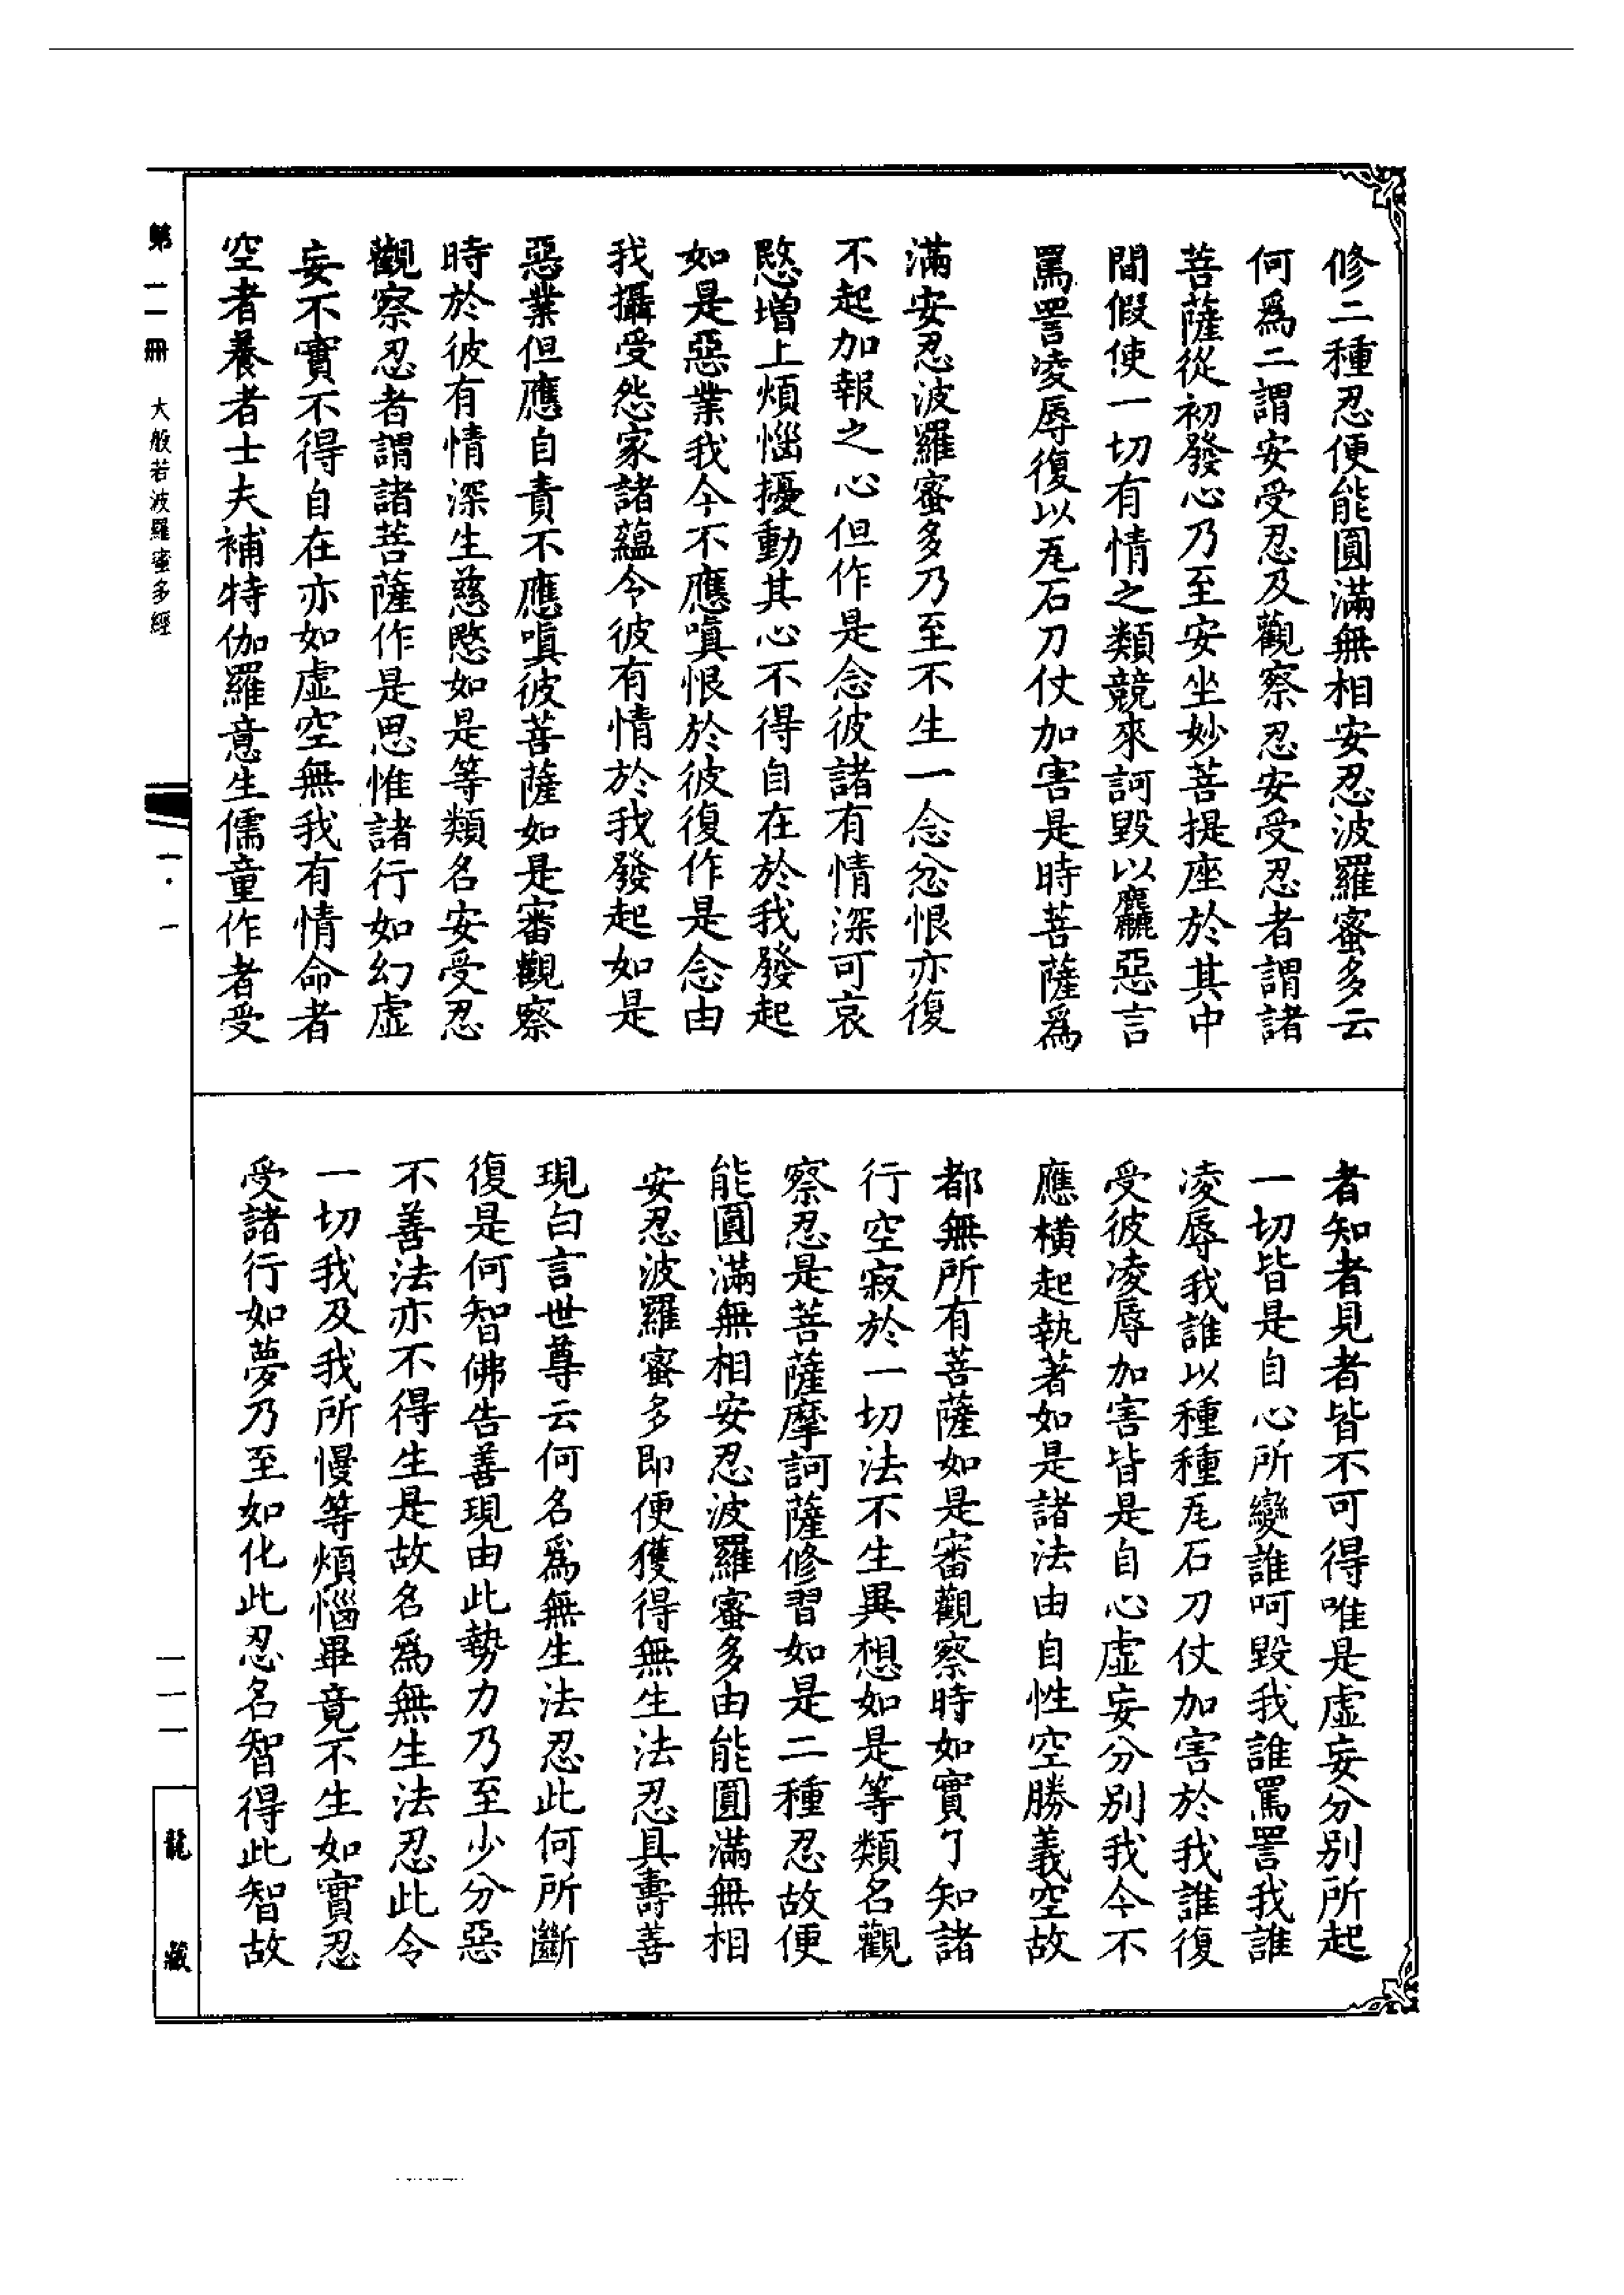 修二種忍便能圓滿無相安忍波羅蜜多云
何爲二謂安受忍及觀察忍安受忍者謂諸
菩薩從初發心乃至安坐妙菩提座於其中
間假使一切有情之類競來訶毀以麤惡言
罵詈凌辱復以瓦石刀仗加害是時菩薩爲
滿安忍波羅蜜多乃至不生一念忿恨亦復
不起加報之心但作是念彼諸有情深可哀
愍增上煩惱擾動其心不得自在於我發起
如是惡業我今不應嗔恨於彼復作是念由
我攝受怨家諸蘊令彼有情於我發起如是
惡業但應自責不應嗔彼菩薩如是審觀察
時於彼有情深生慈愍如是等類名安受忍
觀察忍者謂諸菩薩作是思惟諸行如幻虛
妄不實不得自在亦如虛空無我有情命者
空者養者士夫補特伽羅意生儒童作者受
者知者見者皆不可得唯是虛妄分別所起
一切皆是自心所變誰呵毀我誰罵詈我誰
凌辱我誰以種種瓦石刀仗加害於我誰復
受彼凌辱加害皆是自心虛妄分別我今不
應橫起執著如是諸法由自性空勝義空故
都無所有菩薩如是審觀察時如實了知諸
行空寂於一切法不生異想如是等類名觀
察忍是菩薩摩訶薩修習如是二種忍故便
能圓滿無相安忍波羅蜜多由能圓滿無相
安忍波羅蜜多即便獲得無生法忍具壽善
現白言世尊云何名爲無生法忍此何所斷
復是何智佛告善現由此勢力乃至少分惡
不善法亦不得生是故名爲無生法忍此令
一切我及我所慢等煩惱畢竟不生如實忍
受諸行如夢乃至如化此忍名智得此智故
第一一冊 大般若波羅蜜多經
一·一
一一一
龍藏